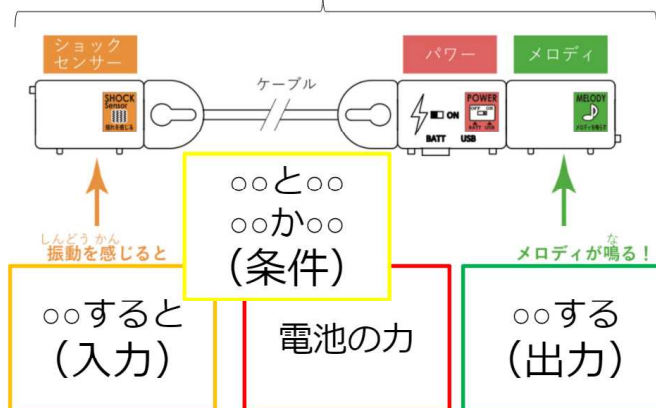 ショック
センサー
パワー
メロディ
ケーブル
SHOCK
Sensor
揺れを感じる
ON
POWER
OFF ON
BATT USB
BATT USB
MELODY
メロディを鳴らす
○○と○○
○○か○○
(条件)
しんどう かん
振動を感じると
な
メロディが鳴る!
○○すると
(入力)
電池の力
○○する
(出力)